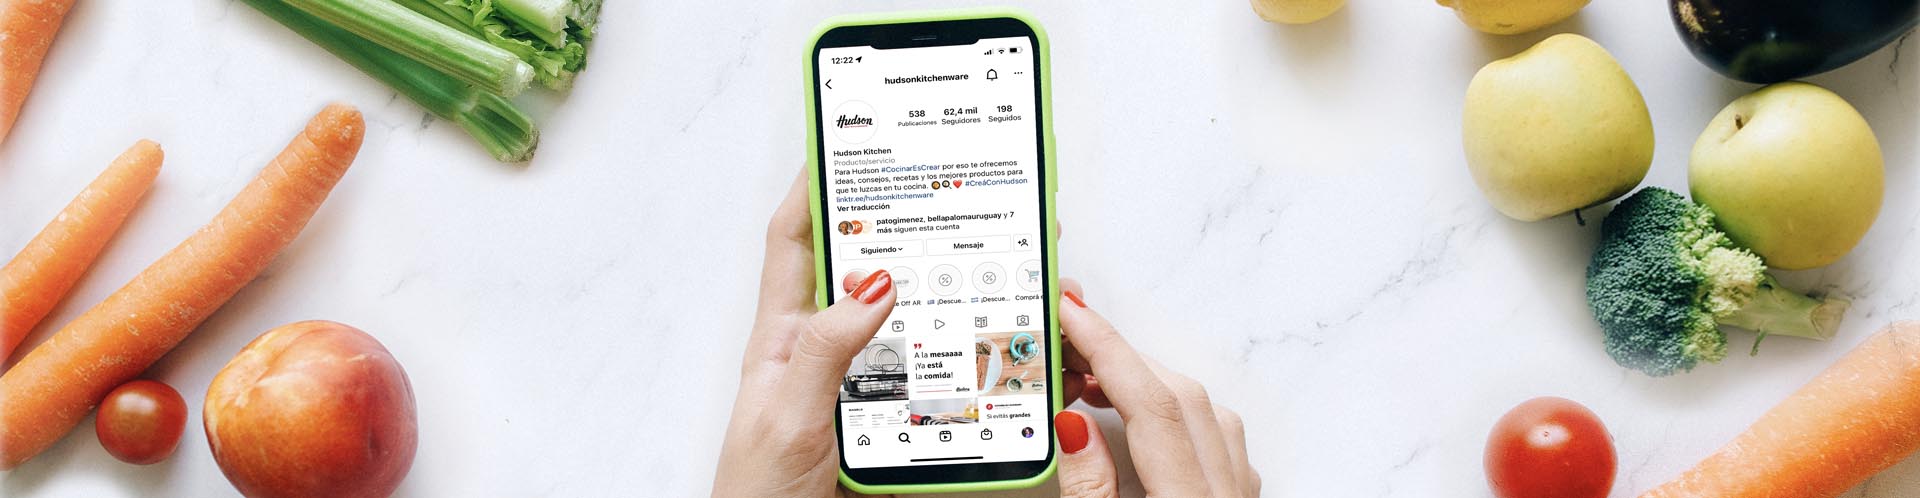 12:22
hudsonkitchenware
Hudson
538
62,4 mil
198
Publicaciones
Seguidores
Seguidos
Hudson Kitchen
Producto/servicio
Para Hudson #CocinarEsCrear por eso te ofrecemos
ideas, consejos, recetas y los mejores productos para
que te luzcas en tu cocina. 🥘🍳❤️ #CreáConHudson
linktr.ee/hudsonkitchenware
Ver traducción
patogimenez, bellapalomauruguay y 7
más siguen esta cuenta
Siguiendo
Mensaje
e Off AR
¡Descue...
¡Descue...
Comprá
A la mesaaaa
¡Ya está
la comida!
Hudson
Si evitás grandes